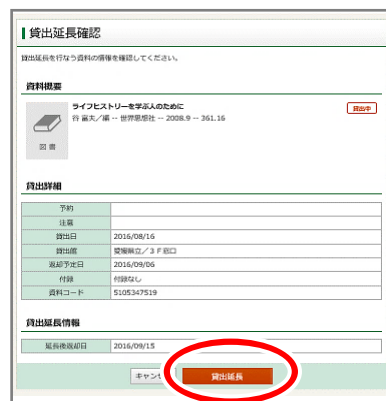 貸出延長確認
貸出延長を行なう資料の情報を確認してください。
資料概要
ライフヒストリーを学ぶ人のために
貸出中
谷 富夫／編 -- 世界思想社 -- 2008.9 -- 361.16
図書
貸出詳細
予約
注意
貸出日 2016/08/16
貸出館 愛媛県立／３Ｆ窓口
返却予定日 2016/09/06
付録 付録なし
資料コード 5105347519
貸出延長情報
延長後返却日 2016/09/15
キャンセ
貸出延長